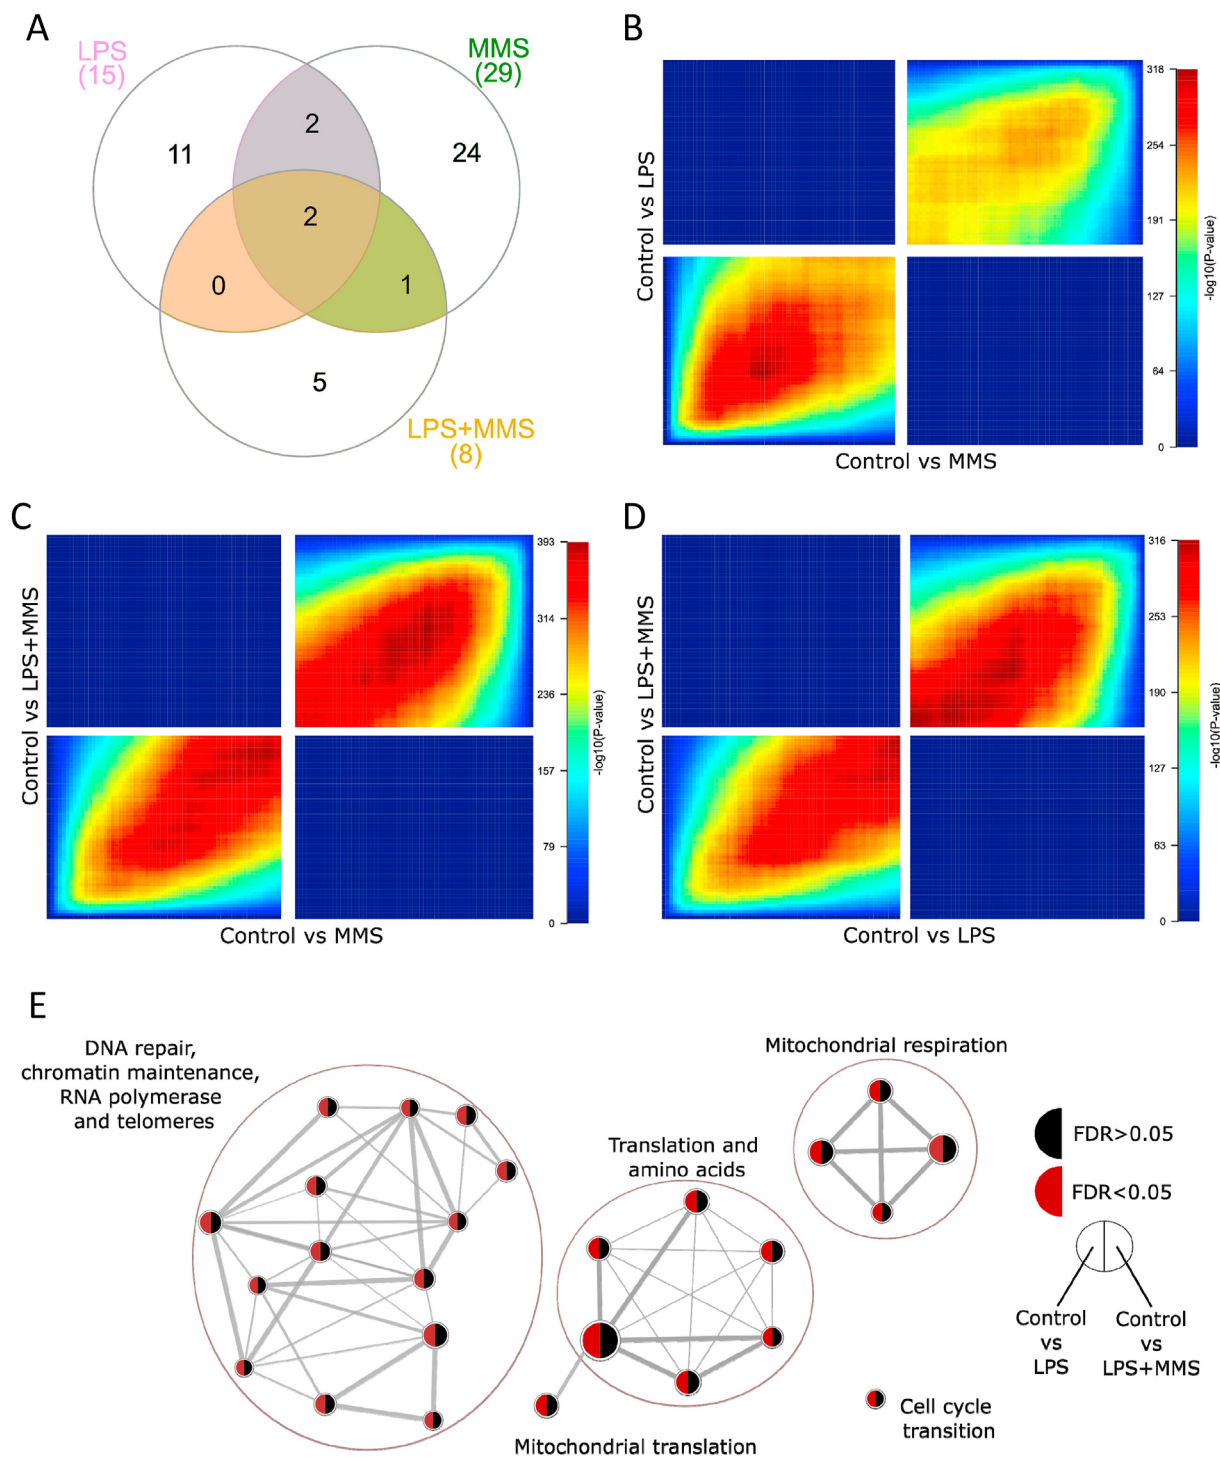 A
LPS
(15)
MMS
(29)
2
11
24
2
0
1
5
LPS+MMS
(8)
B
Control vs LPS
Control vs MMS
318
254
191
127
64
0
-log10(P-value)
C
Control vs LPS+MMS
Control vs MMS
393
314
236
157
79
0
-log10(P-value)
D
Control vs LPS+MMS
Control vs LPS
316
253
190
127
63
0
-log10(P-value)
E
DNA repair,
chromatin maintenance,
RNA polymerase
and telomeres
Translation and
amino acids
Mitochondrial respiration
Mitochondrial translation
FDR>0.05
FDR<0.05
Control
vs
LPS
Control
vs
LPS+MMS
Cell cycle
transition